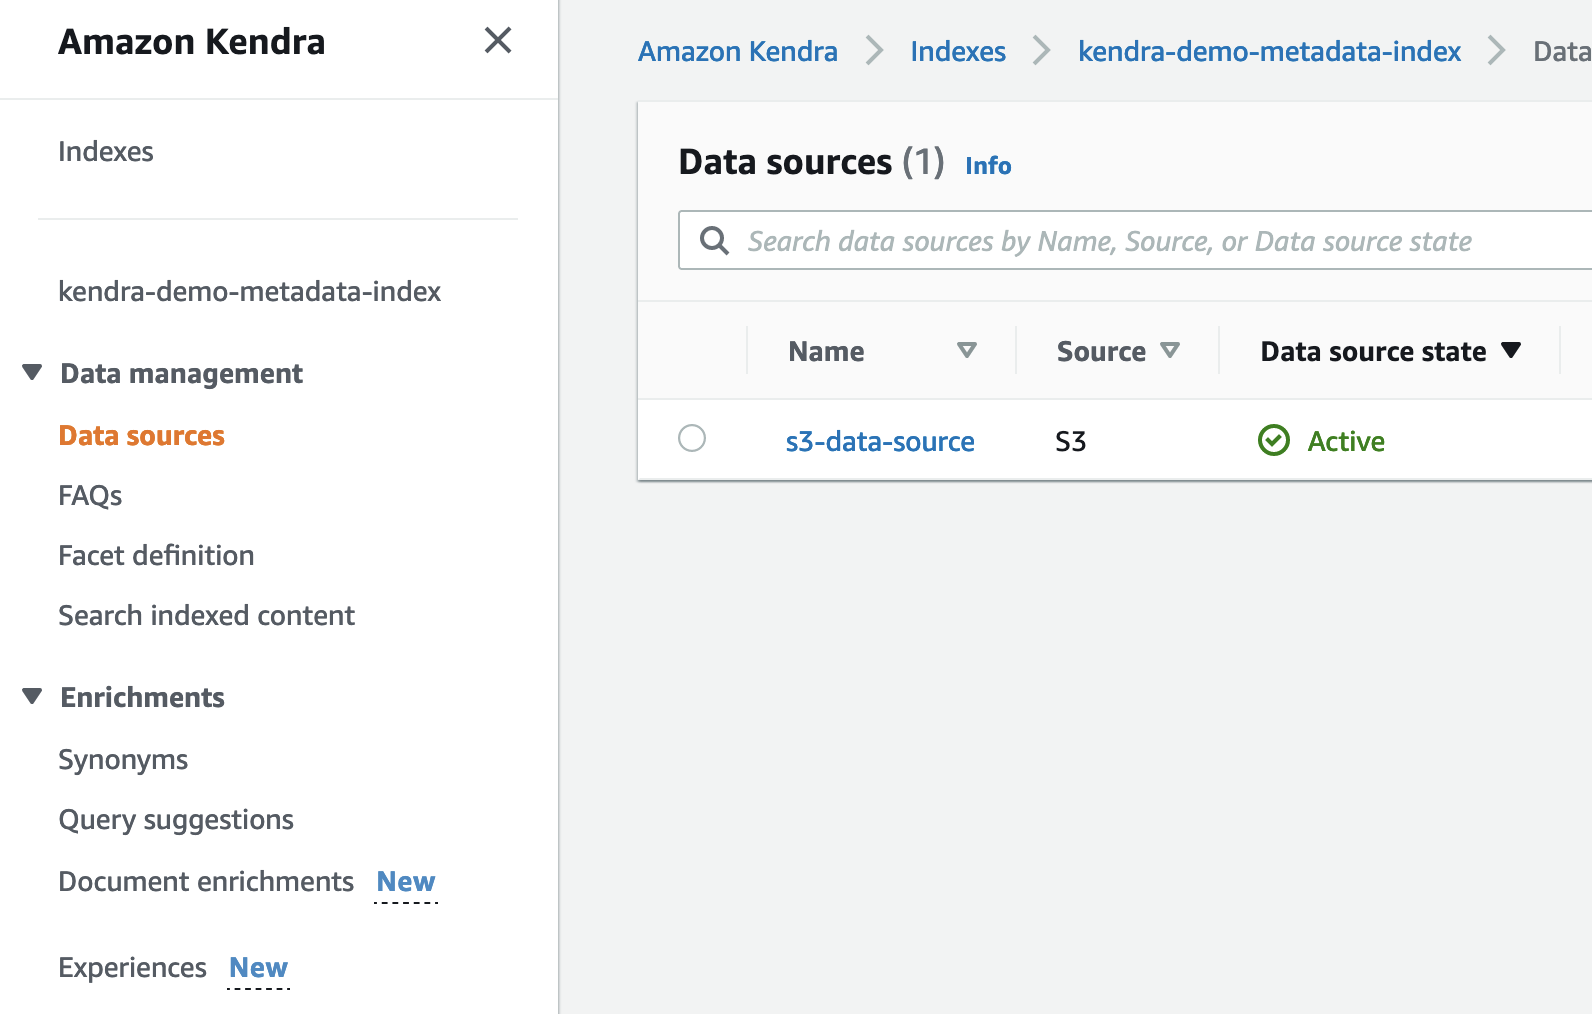 Amazon Kendra
Indexes
kendra-demo-metadata-index
Data management
Data sources
FAQs
Facet definition
Search indexed content
Enrichments
Synonyms
Query suggestions
Document enrichments New
Experiences New
Amazon Kendra Indexes kendra-demo-metadata-index Data
Data sources (1) Info
Search data sources by Name, Source, or Data source state
Name Source Data source state
s3-data-source S3 Active